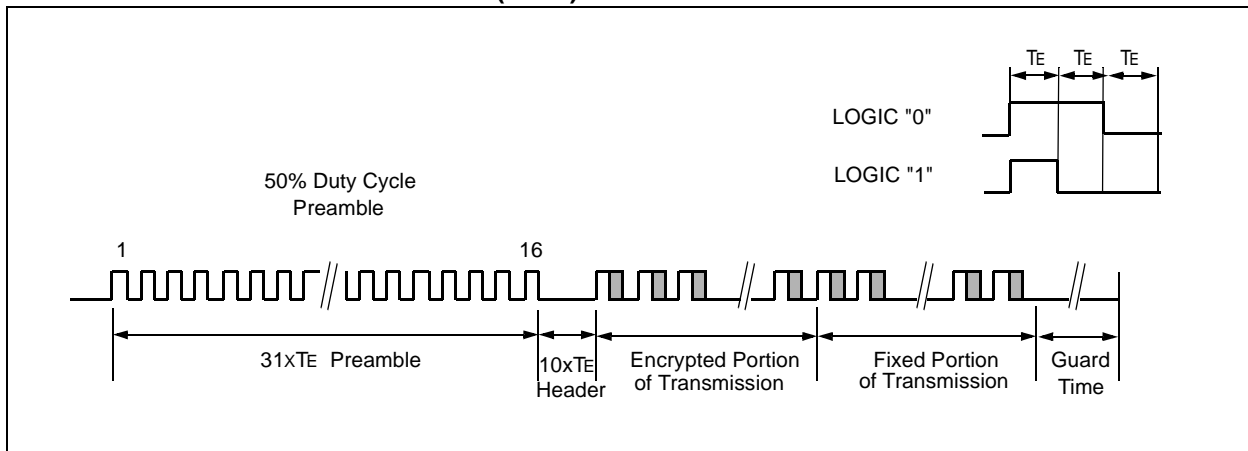 TE TE TE
LOGIC "0"
LOGIC "1"
50% Duty Cycle
Preamble
1
16
31XTE Preamble
10xTE
Header
Encrypted Portion
of Transmission
Fixed Portion
of Transmission
Guard
Time